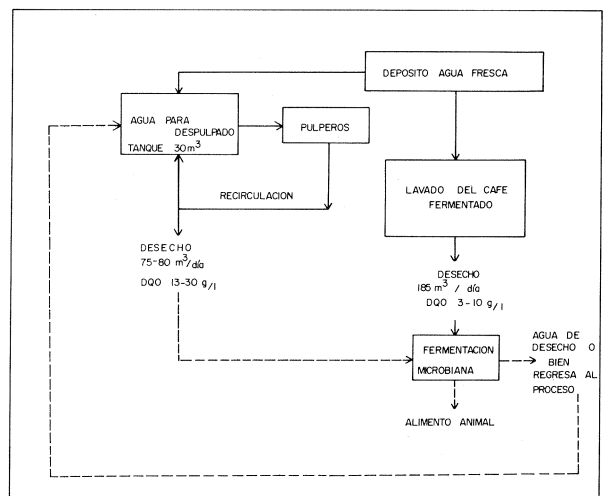 DEPOSITO AGUA FRESCA
AGUA PARA
DESPULPADO
TANQUE 30m³
PULPEROS
RECIRCULACION
LAVADO DEL CAFE
FERMENTADO
DESECHO
75-80 m³/día
DQO 13-30 g/l
DESECHO
185 m³ / día
DQO 3-10 g/l
FERMENTACION
MICROBIANA
AGUA DE
DESECHO O
BIEN
REGRESA AL
PROCESO
ALIMENTO ANIMAL